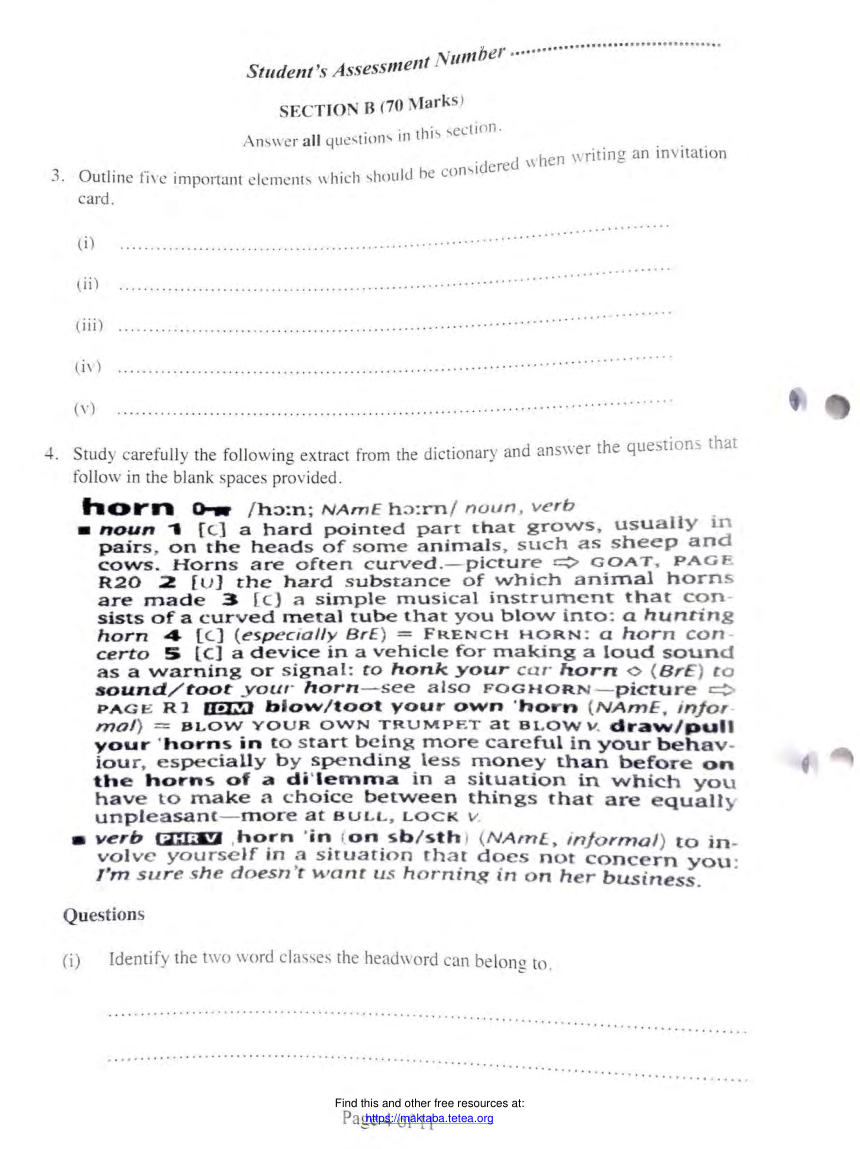 Student's Assessment Number ..........................................
SECTION B (70 Marks)
Answer all questions in this section.
3. Outline five important elements which should be considered when writing an invitation
card.
(i) ..........................................................................................
(ii) ..........................................................................................
(iii) ..........................................................................................
(iv) ..........................................................................................
(v) ..........................................................................................
4. Study carefully the following extract from the dictionary and answer the questions that
follow in the blank spaces provided.
horn /hɔːn; NAmE hɔːrn/ noun, verb
■ noun 1 [C] a hard pointed part that grows, usually in
pairs, on the heads of some animals, such as sheep and
cows. Horns are often curved.—picture ⇨ GOAT, PAGE
R20 2 [U] the hard substance of which animal horns
are made 3 [C] a simple musical instrument that con-
sists of a curved metal tube that you blow into: a hunting
horn 4 [C] (especially BrE) = FRENCH HORN: a horn con-
certo 5 [C] a device in a vehicle for making a loud sound
as a warning or signal: to honk your car horn ◇ (BrE) to
sound/toot your horn—see also FOGHORN—picture ⇨
PAGE R1 IDM blow/toot your own 'horn (NAmE, infor-
mal) = BLOW YOUR OWN TRUMPET at BLOW v. draw/pull
your 'horns in to start being more careful in your behav-
iour, especially by spending less money than before on
the horns of a di'lemma in a situation in which you
have to make a choice between things that are equally
unpleasant—more at BULL, LOCK v.
■ verb PHR V ,horn 'in (on sb/sth) (NAmE, informal) to in-
volve yourself in a situation that does not concern you:
I'm sure she doesn't want us horning in on her business.
Questions
(i) Identify the two word classes the headword can belong to.
..........................................................................................
..........................................................................................
Find this and other free resources at:
Page 4 of 11
https://maktaba.tetea.org